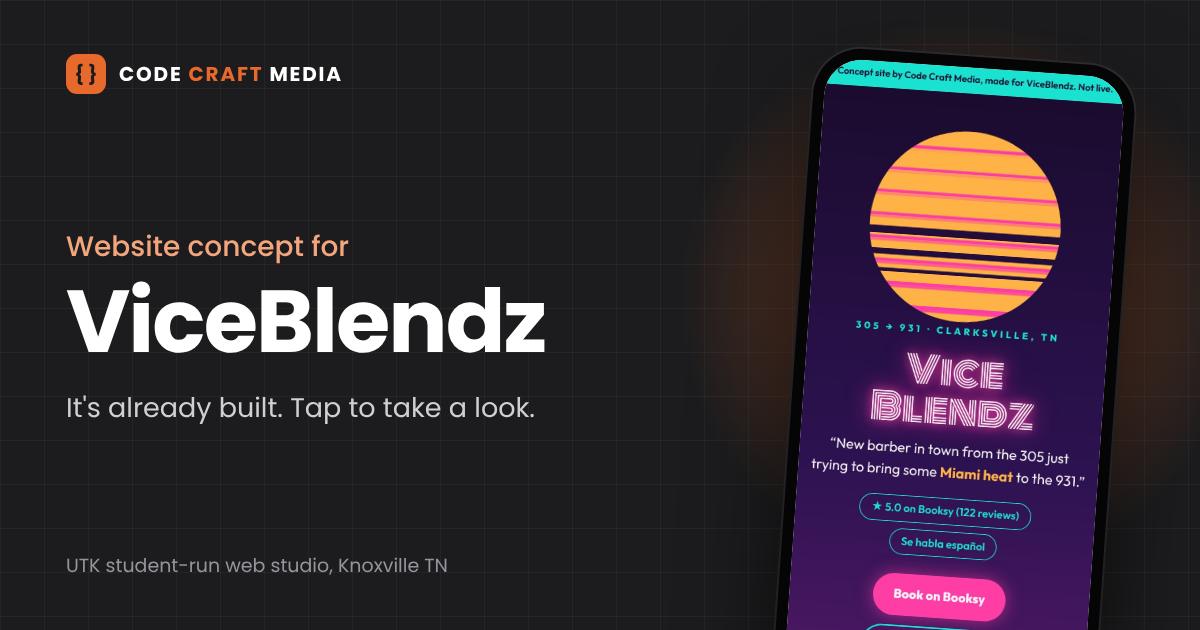 { } CODE CRAFT MEDIA
Website concept for
ViceBlendz
It's already built. Tap to take a look.
UTK student-run web studio, Knoxville TN
Concept site by Code Craft Media, made for ViceBlendz. Not live.
305 → 931 · CLARKSVILLE, TN
VICE
BLENDZ
“New barber in town from the 305 just
trying to bring some Miami heat to the 931.”
★ 5.0 on Booksy (122 reviews)
Se habla español
Book on Booksy